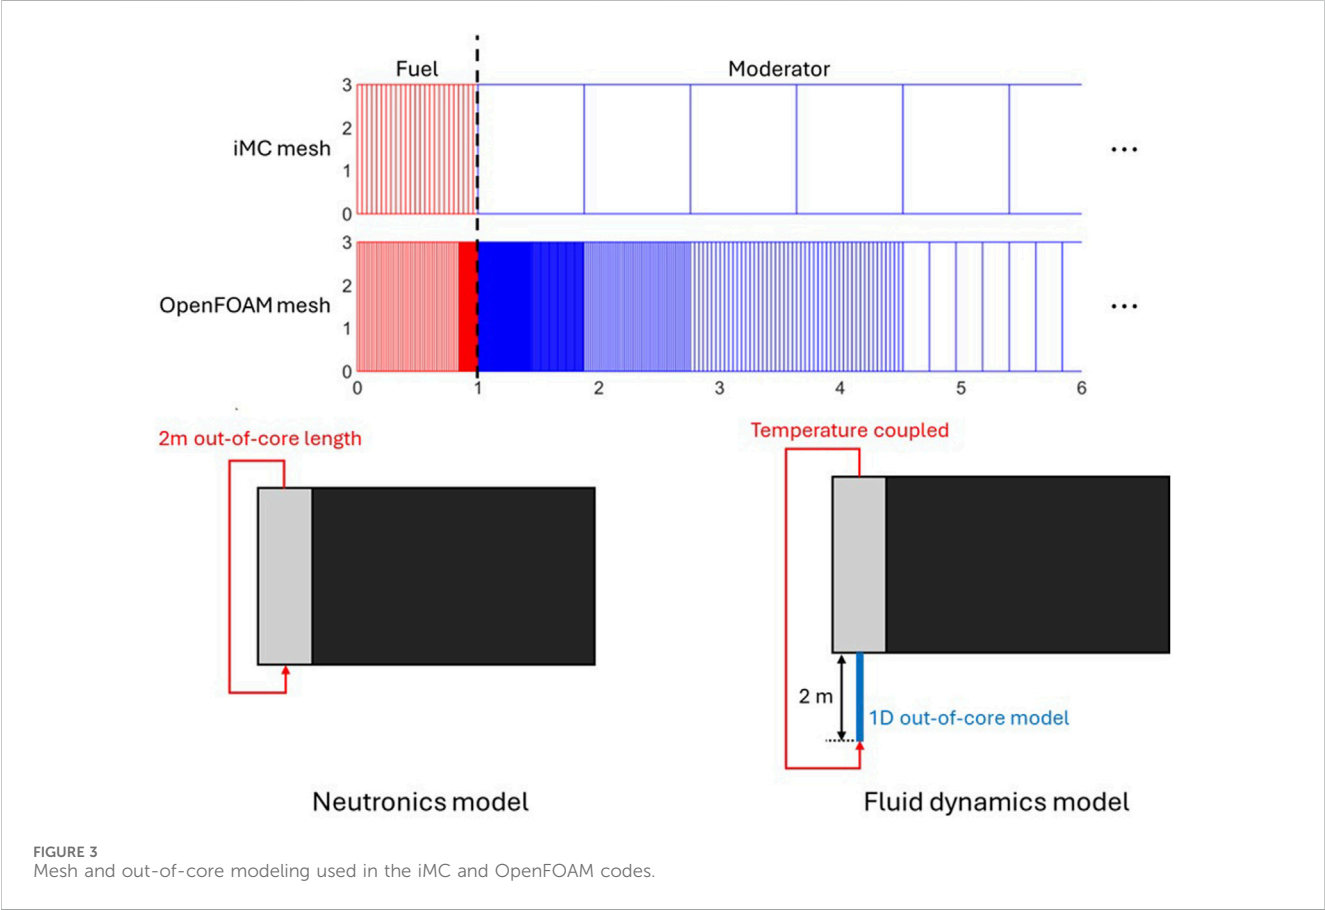 Fuel
Moderator
3
2
1
0
iMC mesh
...
3
2
1
0
OpenFOAM mesh
...
0 1 2 3 4 5 6
2m out-of-core length
Temperature coupled
2 m
1D out-of-core model
Neutronics model
Fluid dynamics model
FIGURE 3
Mesh and out-of-core modeling used in the iMC and OpenFOAM codes.